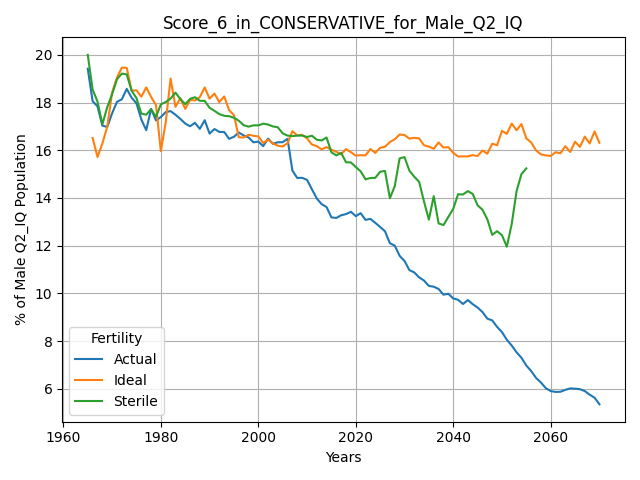 Score_6_in_CONSERVATIVE_for_Male_Q2_IQ
% of Male Q2_IQ Population
20
18
16
14
12
10
8
6
Fertility
Actual
Ideal
Sterile
1960 1980 2000 2020 2040 2060
Years